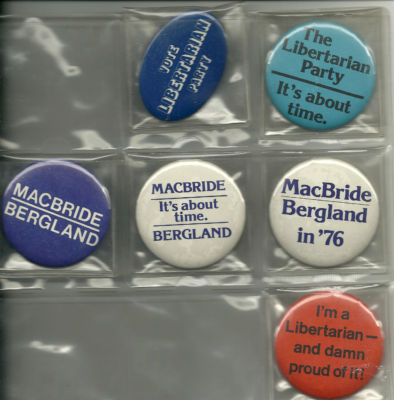 VOTE
LIBERTARIAN
PARTY
The
Libertarian
Party
It's about
time.
MACBRIDE
BERGLAND
MACBRIDE
It's about
time.
BERGLAND
MacBride
Bergland
in '76
I'm a
Libertarian—
and damn
proud of it!